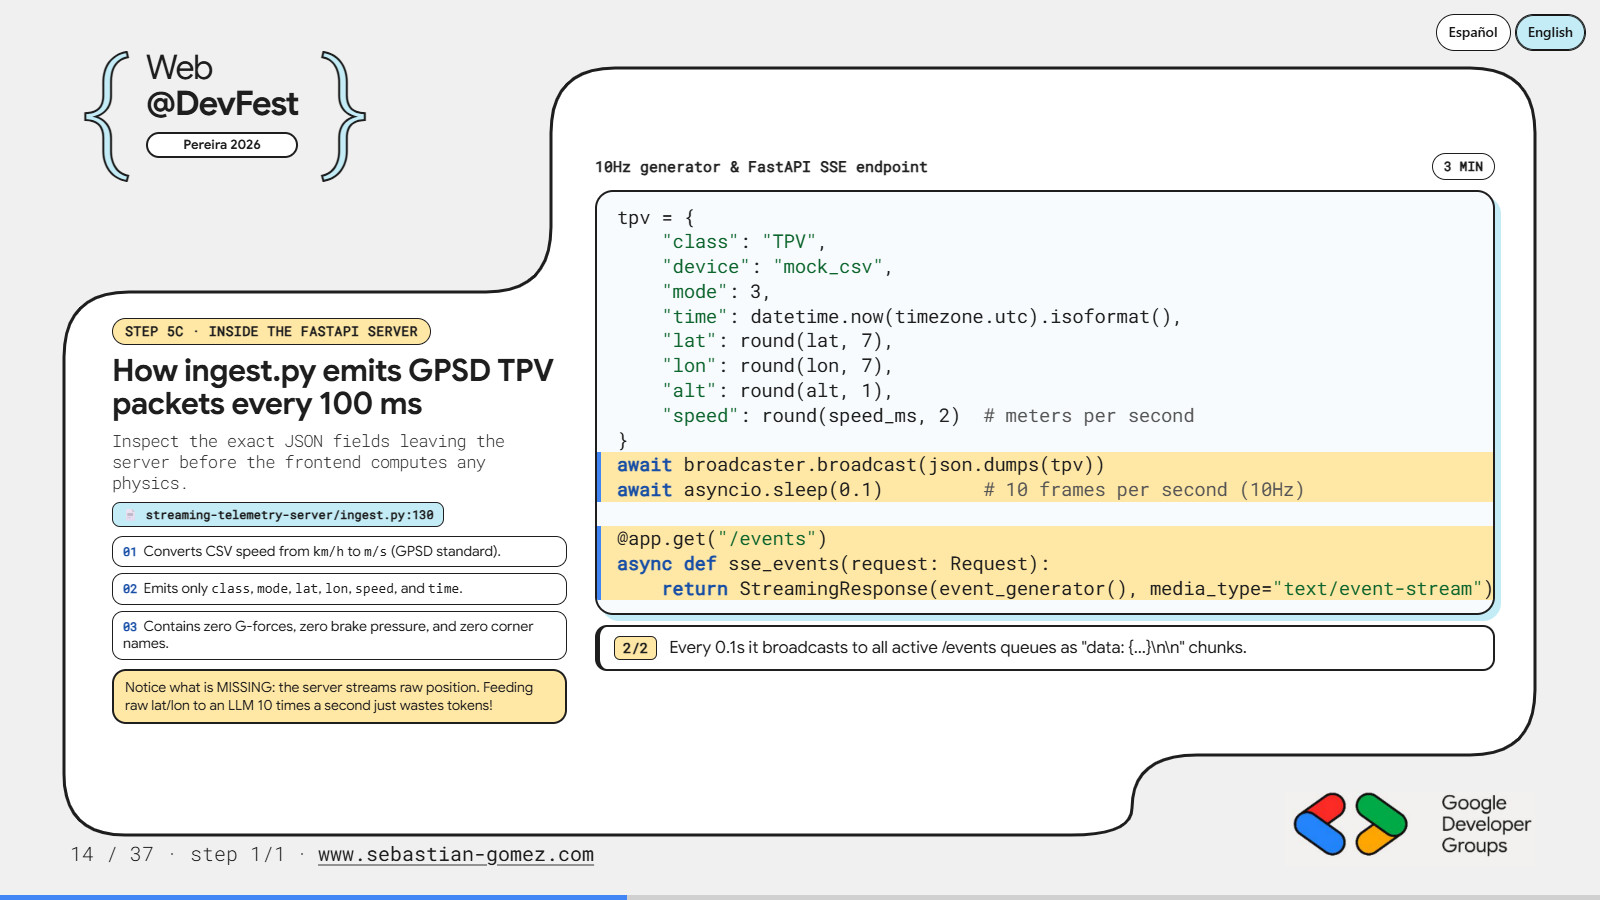 Español
English
Web
@DevFest
Pereira 2026
STEP 5C · INSIDE THE FASTAPI SERVER
How ingest.py emits GPSD TPV
packets every 100 ms
Inspect the exact JSON fields leaving the
server before the frontend computes any
physics.
streaming-telemetry-server/ingest.py:130
01 Converts CSV speed from km/h to m/s (GPSD standard).
02 Emits only class, mode, lat, lon, speed, and time.
03 Contains zero G-forces, zero brake pressure, and zero corner
names.
Notice what is MISSING: the server streams raw position. Feeding
raw lat/lon to an LLM 10 times a second just wastes tokens!
10Hz generator & FastAPI SSE endpoint
3 MIN
tpv = {
    "class": "TPV",
    "device": "mock_csv",
    "mode": 3,
    "time": datetime.now(timezone.utc).isoformat(),
    "lat": round(lat, 7),
    "lon": round(lon, 7),
    "alt": round(alt, 1),
    "speed": round(speed_ms, 2)  # meters per second
}
await broadcaster.broadcast(json.dumps(tpv))
await asyncio.sleep(0.1)         # 10 frames per second (10Hz)
@app.get("/events")
async def sse_events(request: Request):
    return StreamingResponse(event_generator(), media_type="text/event-stream")
2/2 Every 0.1s it broadcasts to all active /events queues as "data: {...}\n\n" chunks.
14 / 37 · step 1/1 · www.sebastian-gomez.com
Google
Developer
Groups